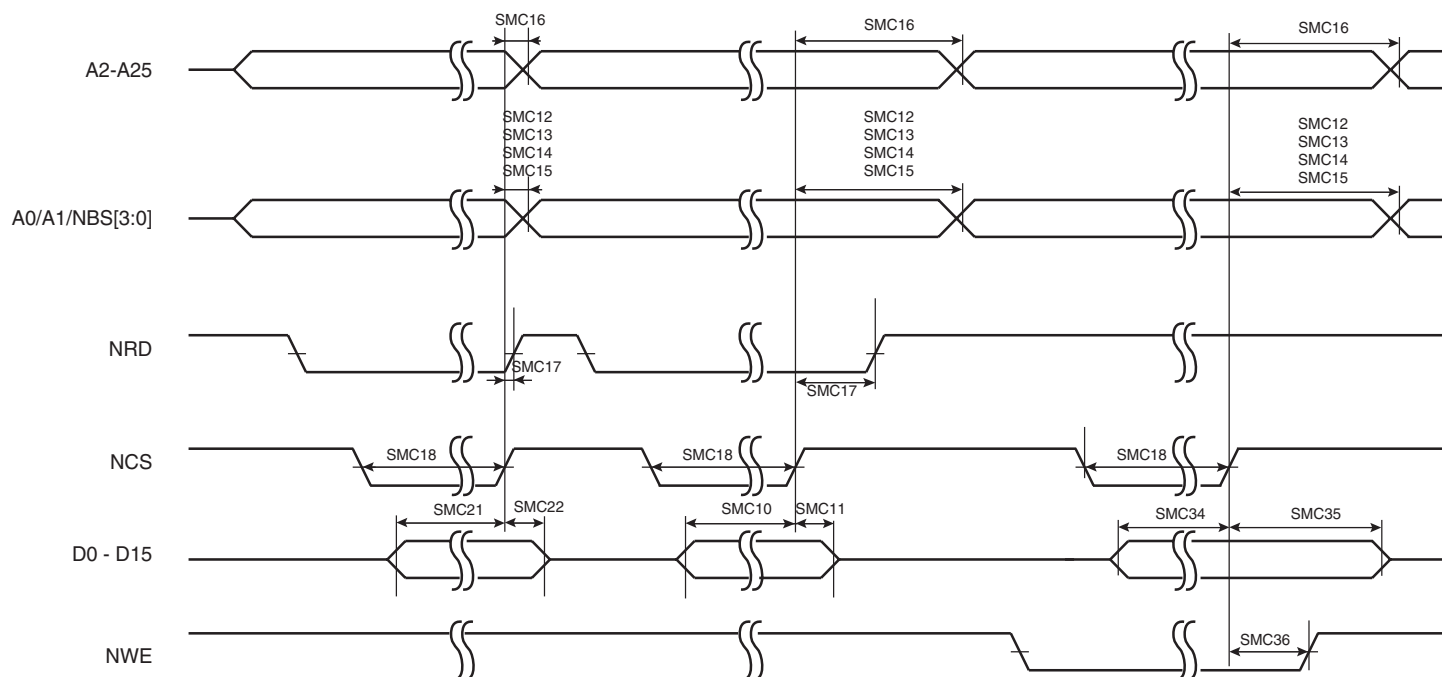 SMC16
SMC16
SMC16
A2-A25
SMC12
SMC13
SMC14
SMC15
SMC12
SMC13
SMC14
SMC15
SMC12
SMC13
SMC14
SMC15
A0/A1/NBS[3:0]
NRD
SMC17
SMC17
NCS
SMC18
SMC18
SMC18
SMC21
SMC22
SMC10
SMC11
SMC34
SMC35
D0 - D15
NWE
SMC36